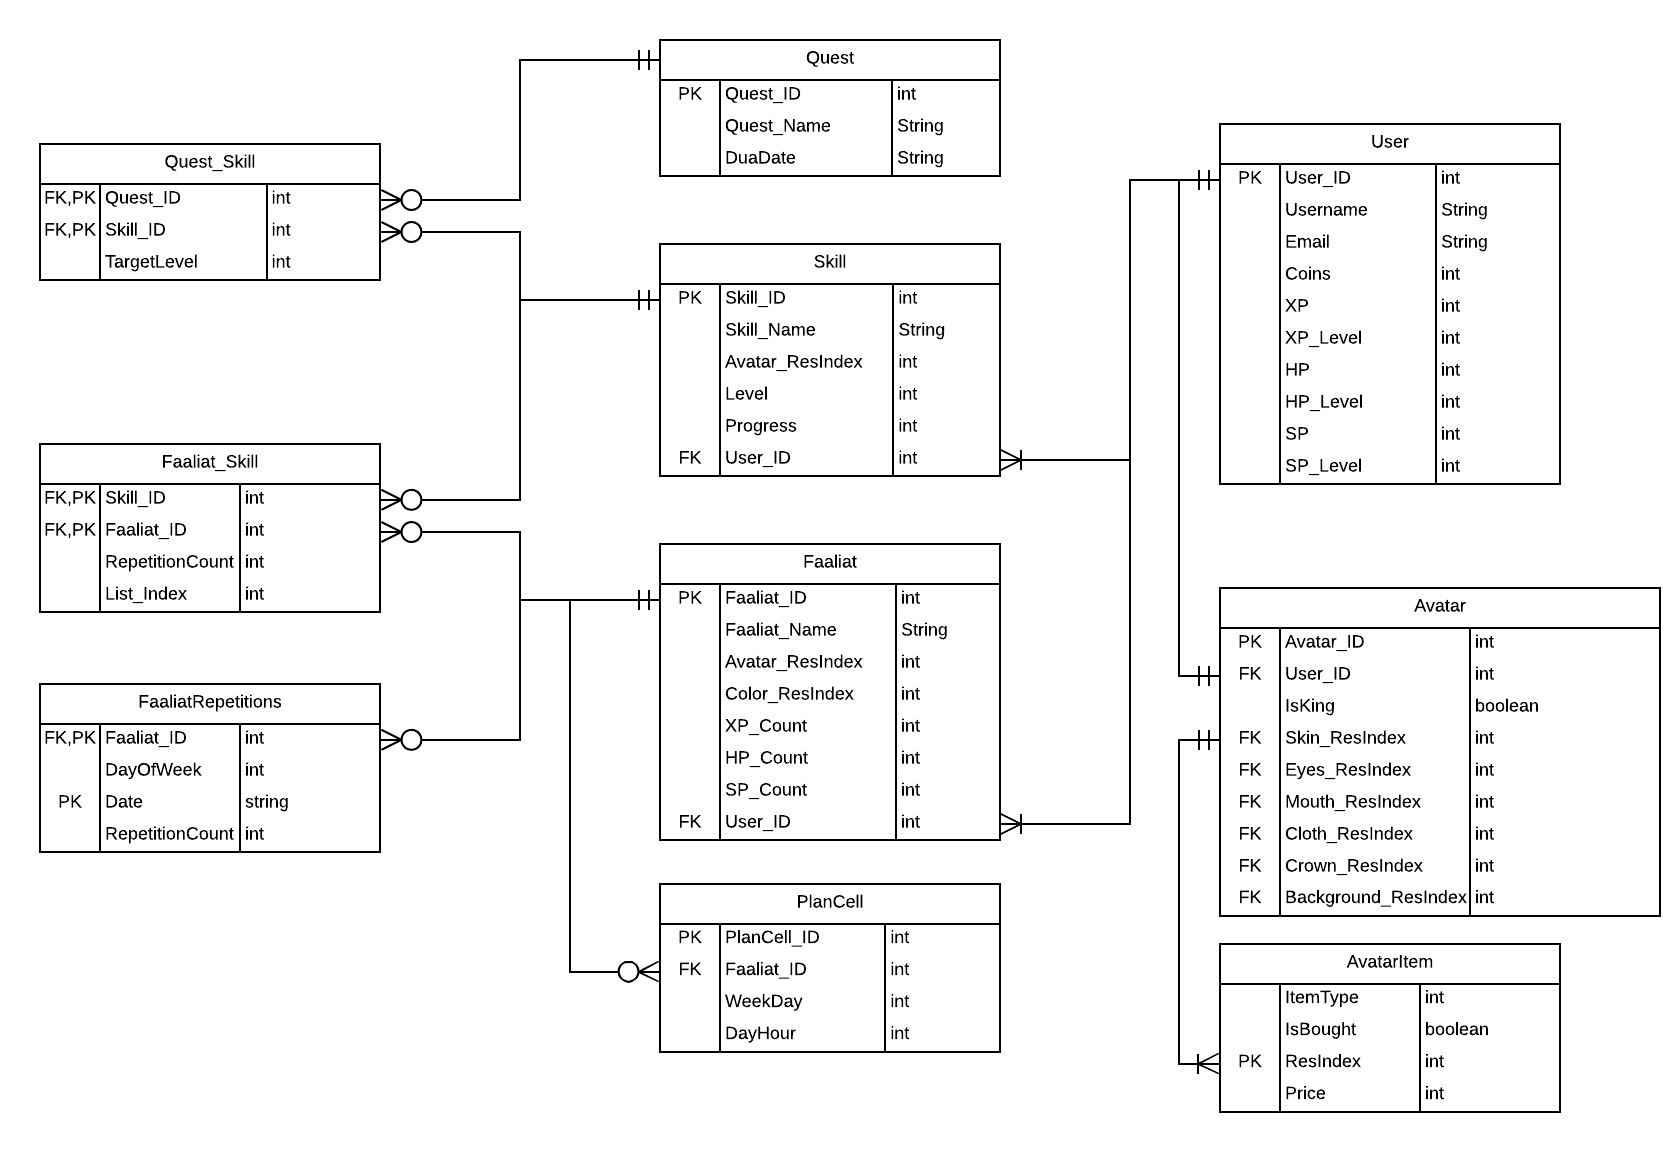 Quest
PK Quest_ID int
Quest_Name String
DuaDate String
Quest_Skill
FK,PK Quest_ID int
FK,PK Skill_ID int
TargetLevel int
User
PK User_ID int
Username String
Email String
Coins int
XP int
XP_Level int
HP int
HP_Level int
SP int
SP_Level int
Skill
PK Skill_ID int
Skill_Name String
Avatar_ResIndex int
Level int
Progress int
FK User_ID int
Faaliat_Skill
FK,PK Skill_ID int
FK,PK Faaliat_ID int
RepetitionCount int
List_Index int
Faaliat
PK Faaliat_ID int
Faaliat_Name String
Avatar_ResIndex int
Color_ResIndex int
XP_Count int
HP_Count int
SP_Count int
FK User_ID int
Avatar
PK Avatar_ID int
FK User_ID int
IsKing boolean
FK Skin_ResIndex int
FK Eyes_ResIndex int
FK Mouth_ResIndex int
FK Cloth_ResIndex int
FK Crown_ResIndex int
FK Background_ResIndex int
FaaliatRepetitions
FK,PK Faaliat_ID int
DayOfWeek int
PK Date string
RepetitionCount int
PlanCell
PK PlanCell_ID int
FK Faaliat_ID int
WeekDay int
DayHour int
AvatarItem
ItemType int
IsBought boolean
PK ResIndex int
Price int